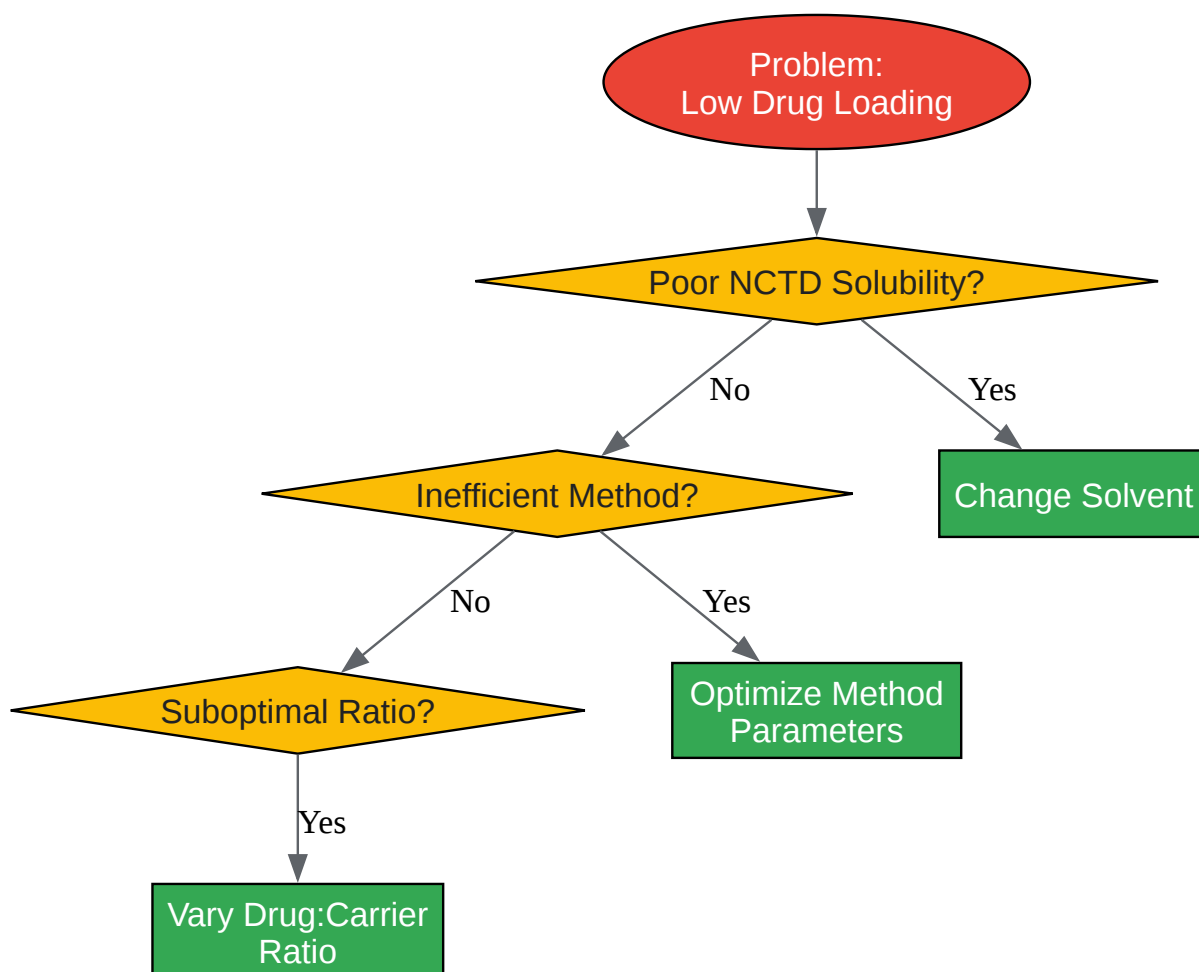 Problem:
Low Drug Loading
Poor NCTD Solubility?
No
Yes
Inefficient Method?
Change Solvent
No
Yes
Suboptimal Ratio?
Optimize Method
Parameters
Yes
Vary Drug:Carrier
Ratio